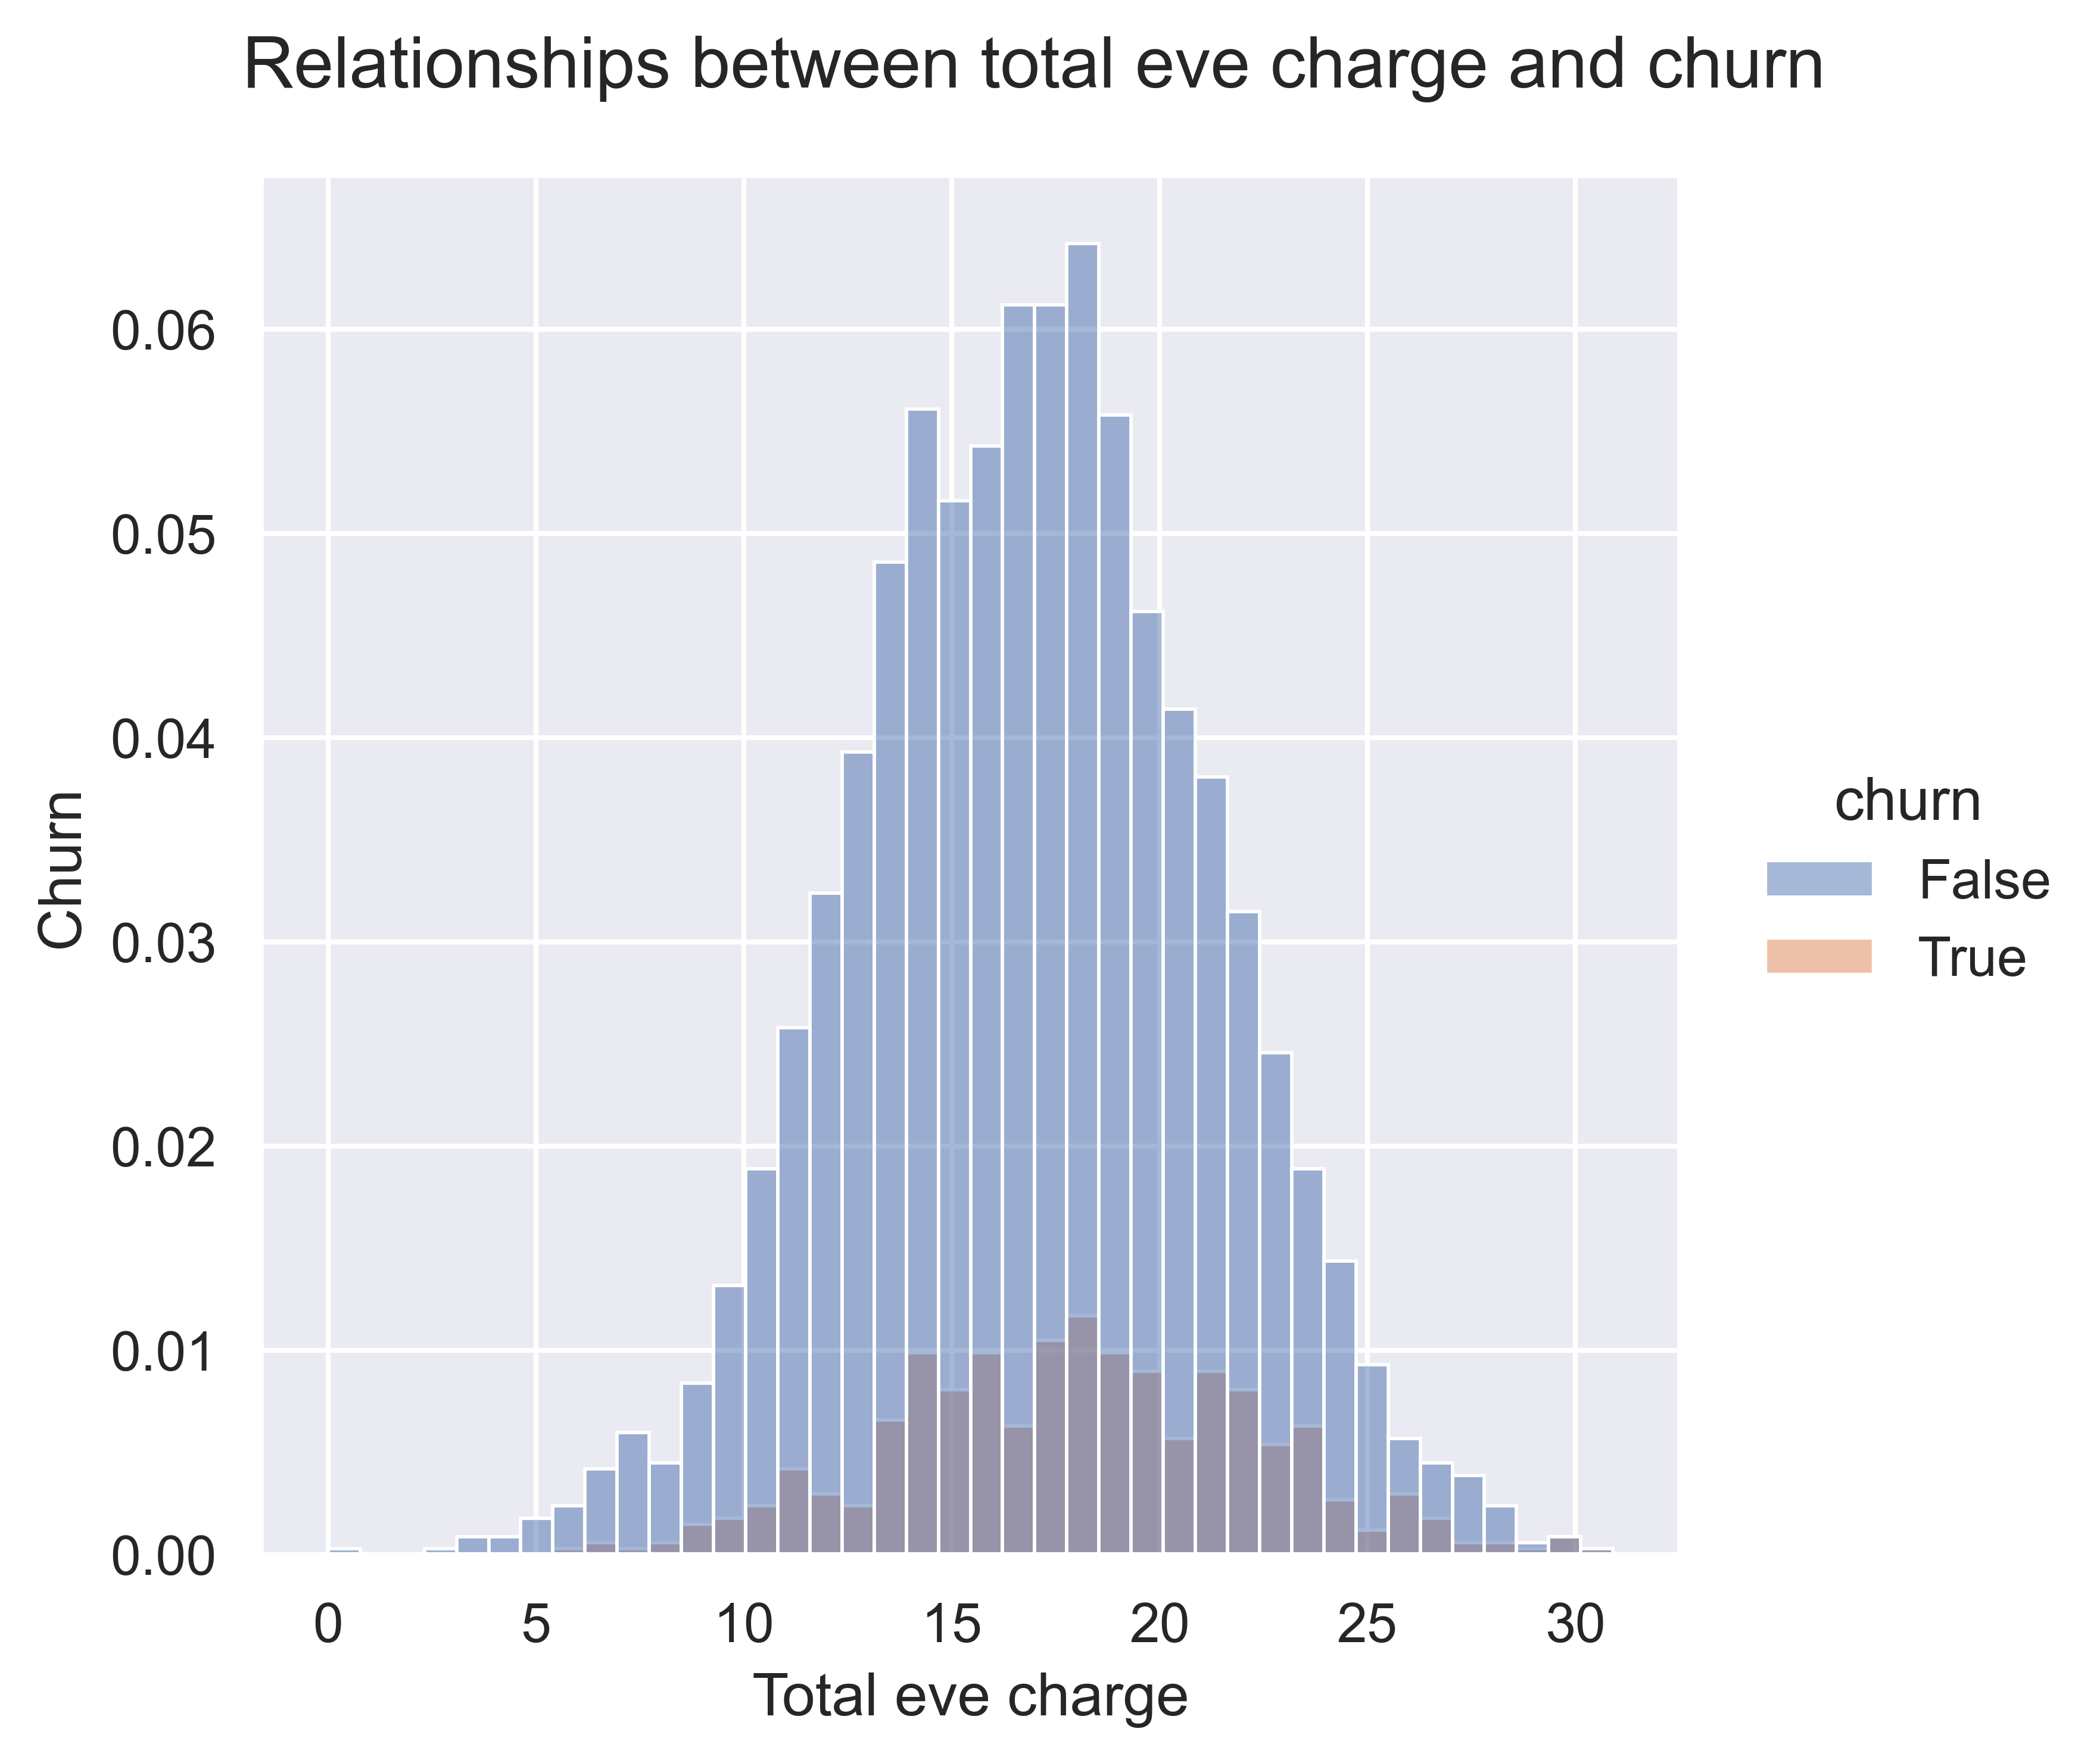 Relationships between total eve charge and churn
0.06
0.05
0.04
0.03
0.02
0.01
0.00
Churn
0 5 10 15 20 25 30
Total eve charge
churn
False
True